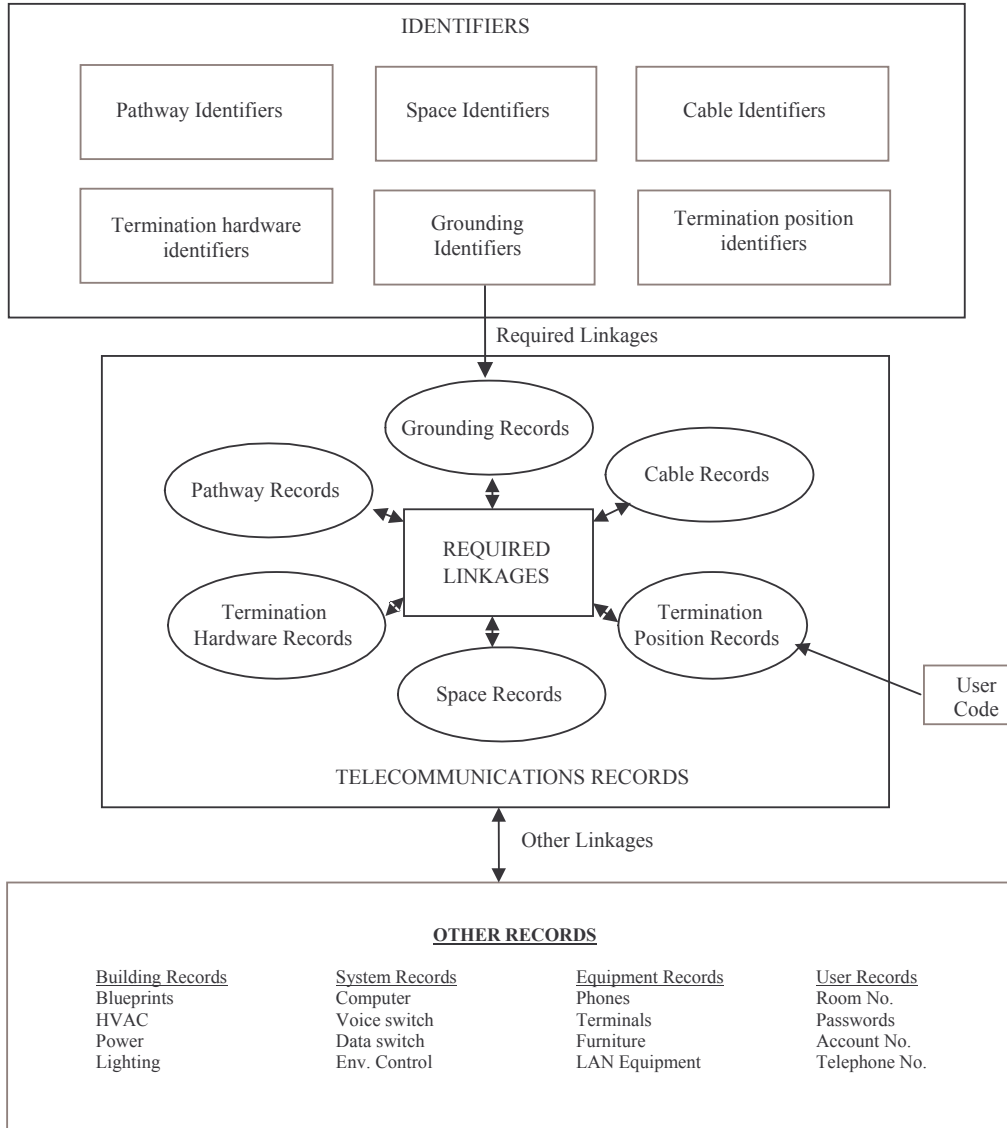 IDENTIFIERS
Pathway Identifiers
Space Identifiers
Cable Identifiers
Termination hardware
identifiers
Grounding
Identifiers
Termination position
identifiers
Required Linkages
Grounding Records
Pathway Records
Cable Records
REQUIRED
LINKAGES
Termination
Hardware Records
Termination
Position Records
Space Records
User
Code
TELECOMMUNICATIONS RECORDS
Other Linkages
OTHER RECORDS
Building Records
Blueprints
HVAC
Power
Lighting
System Records
Computer
Voice switch
Data switch
Env. Control
Equipment Records
Phones
Terminals
Furniture
LAN Equipment
User Records
Room No.
Passwords
Account No.
Telephone No.